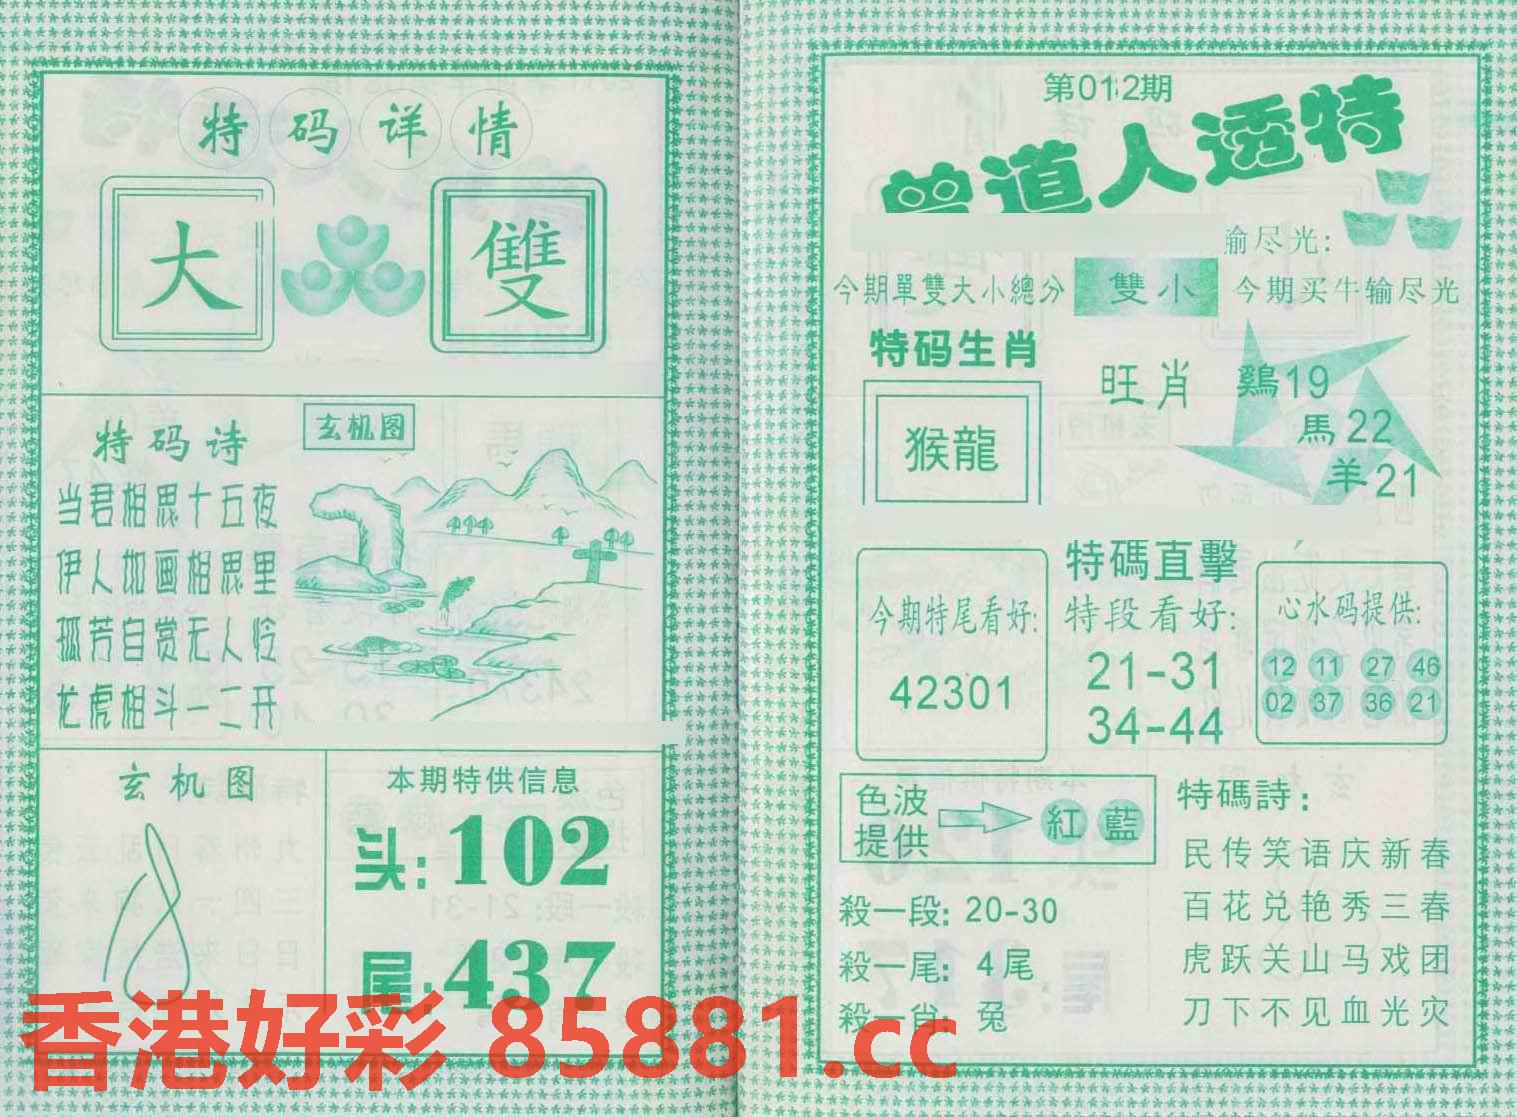 特码详情
大 雙
特码诗
玄机图
当君相思十五夜
伊人如画相思里
孤芳自赏无人怜
龙虎相斗一二开
玄机图
本期特供信息
头:102
尾:437
第012期
曾道人透特
输尽光:
今期單雙大小總分 雙小 今期买牛输尽光
特码生肖
猴龍
旺肖
鷄19
馬22
羊21
今期特尾看好:
42301
特碼直擊
特段看好:
21-31
34-44
心水码提供:
12 11 27 46
02 37 36 21
色波
提供
紅 藍
殺一段: 20-30
殺一尾: 4尾
殺一肖: 兔
特碼詩:
民传笑语庆新春
百花兑艳秀三春
虎跃关山马戏团
刀下不见血光灾
香港好彩 85881.cc